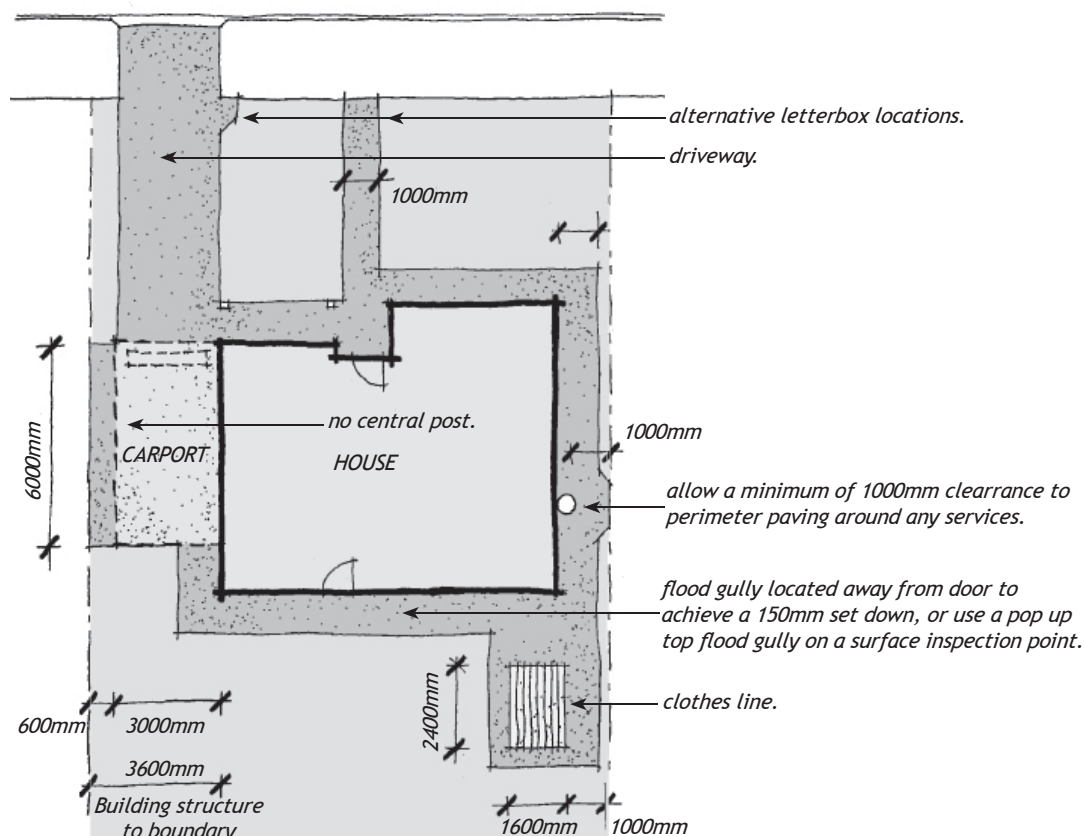 alternative letterbox locations.
driveway.
1000mm
no central post.
CARPORT
HOUSE
6000mm
1000mm
allow a minimum of 1000mm clearrance to
perimeter paving around any services.
flood gully located away from door to
achieve a 150mm set down, or use a pop up
top flood gully on a surface inspection point.
clothes line.
2400mm
600mm
3000mm
3600mm
Building structure
to boundary
1600mm
1000mm